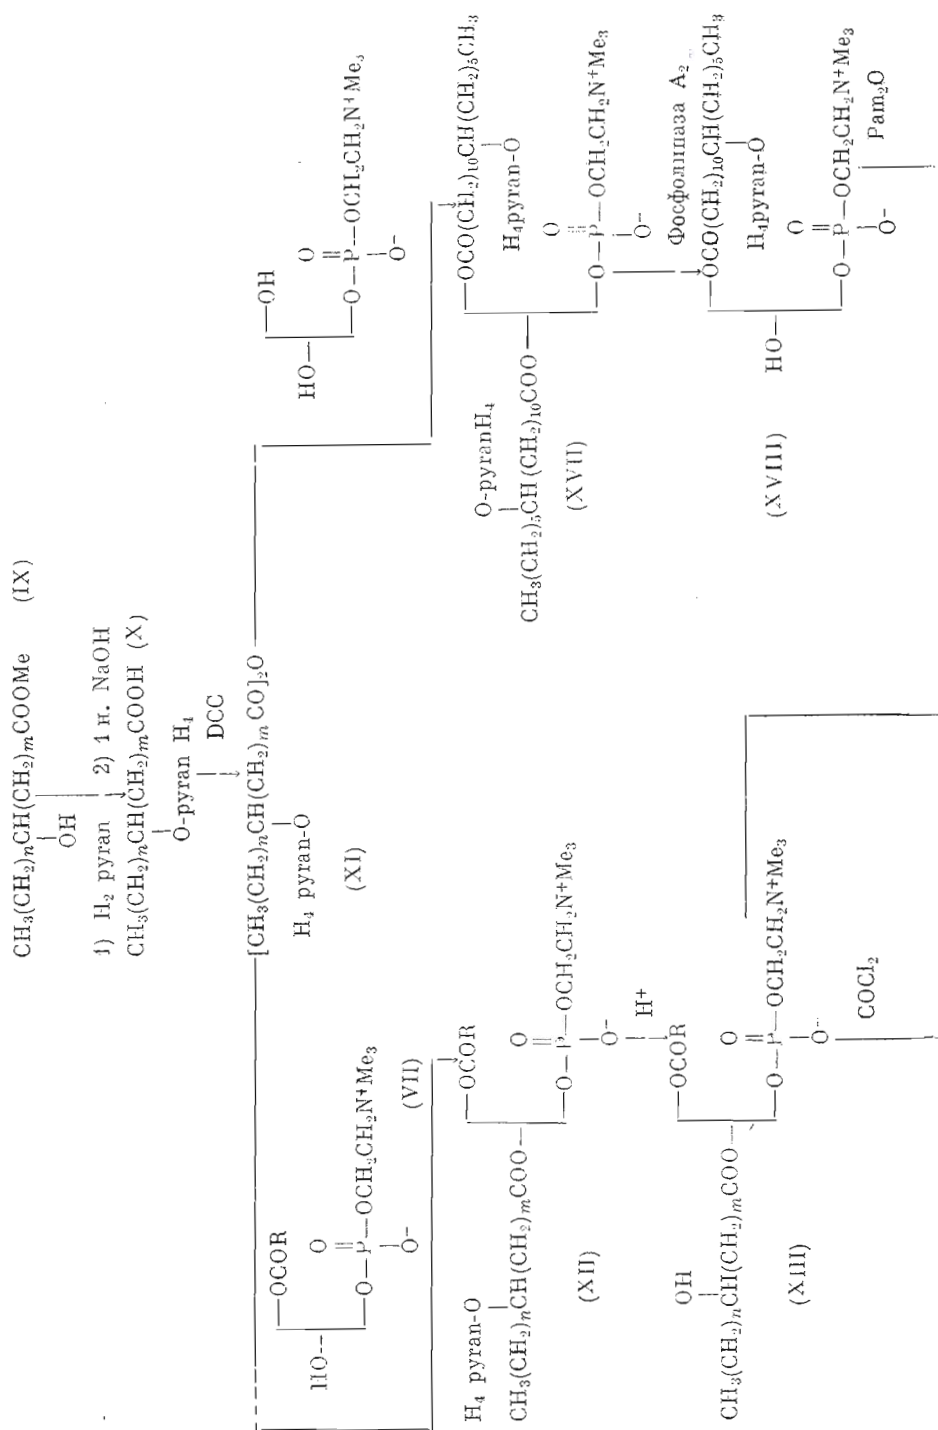 CH₃(CH₂)ₙCH(CH₂)ₘCOOMe (IX)
OH
1) H₂ pyran 2) 1 н. NaOH
CH₃(CH₂)ₙCH(CH₂)ₘCOOH (X)
O-pyran H₄
DCC
[CH₃(CH₂)ₙCH(CH₂)ₘCO]₂O
H₄ pyran-O
(XI)
OCOR
HO
O
O—P—OCH₂CH₂N⁺Me₃
O⁻
(VII)
OH
HO
O
O—P—OCH₂CH₂N⁺Me₃
O⁻
H₄ pyran-O
OCOR
CH₃(CH₂)ₙCH(CH₂)ₘCOO
O
O—P—OCH₂CH₂N⁺Me₃
O⁻
(XII)
H⁺
O-pyranH₄
OCO(CH₂)₁₀CH(CH₂)₅CH₃
H₄pyran-O
CH₃(CH₂)₅CH(CH₂)₁₀COO
O
O—P—OCH₂CH₂N⁺Me₃
O⁻
(XVII)
Фосфолипаза A₂
OH
OCOR
CH₃(CH₂)ₙCH(CH₂)ₘCOO
O
O—P—OCH₂CH₂N⁺Me₃
O⁻
(XIII)
COCl₂
OCO(CH₂)₁₀CH(CH₂)₅CH₃
H₄pyran-O
HO
O
O—P—OCH₂CH₂N⁺Me₃
O⁻
(XVIII)
Pam₂O